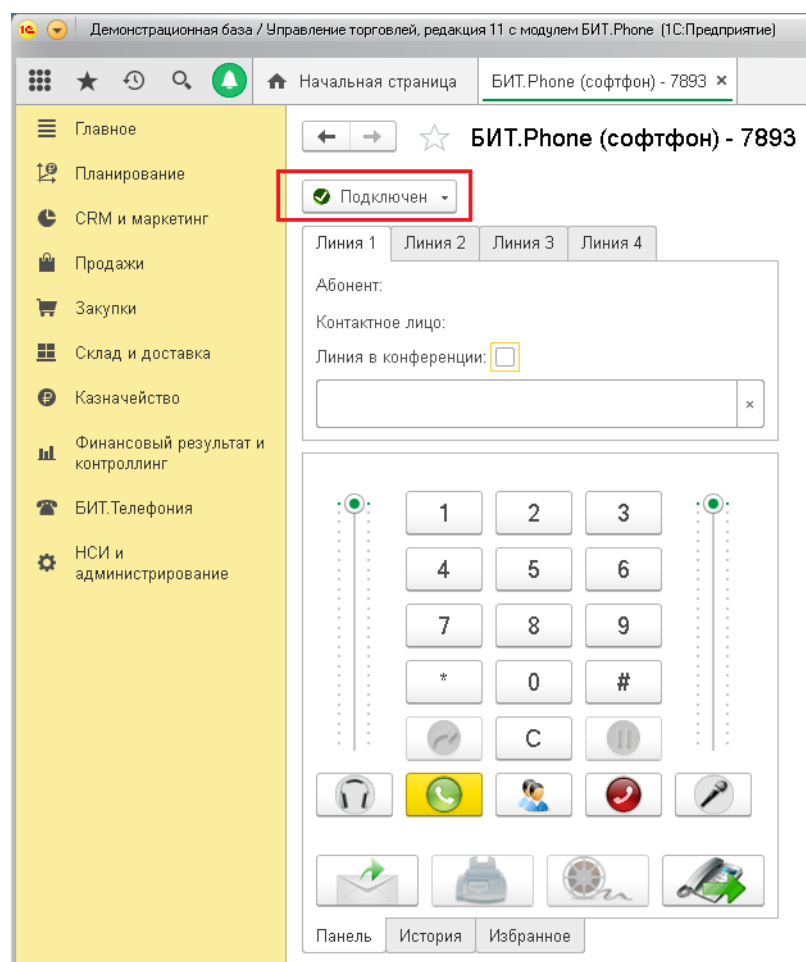 1С Демонстрационная база / Управление торговлей, редакция 11 с модулем БИТ.Phone (1С:Предприятие)
Начальная страница
БИТ.Phone (софтфон) - 7893 ×
Главное
Планирование
CRM и маркетинг
Продажи
Закупки
Склад и доставка
Казначейство
Финансовый результат и
контроллинг
БИТ.Телефония
НСИ и
администрирование
БИТ.Phone (софтфон) - 7893
Подключен
Линия 1 Линия 2 Линия 3 Линия 4
Абонент:
Контактное лицо:
Линия в конференции:
×
1 2 3
4 5 6
7 8 9
* 0 #
C
Панель История Избранное